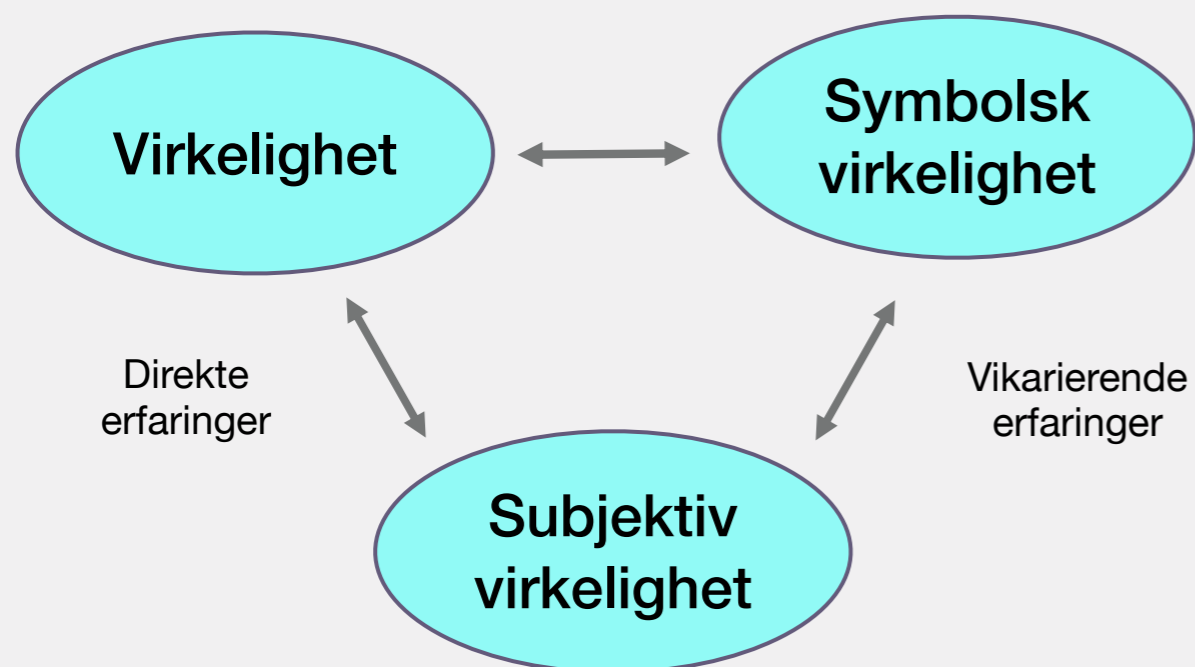 Virkelighet
Symbolsk
virkelighet
Direkte
erfaringer
Vikarierende
erfaringer
Subjektiv
virkelighet